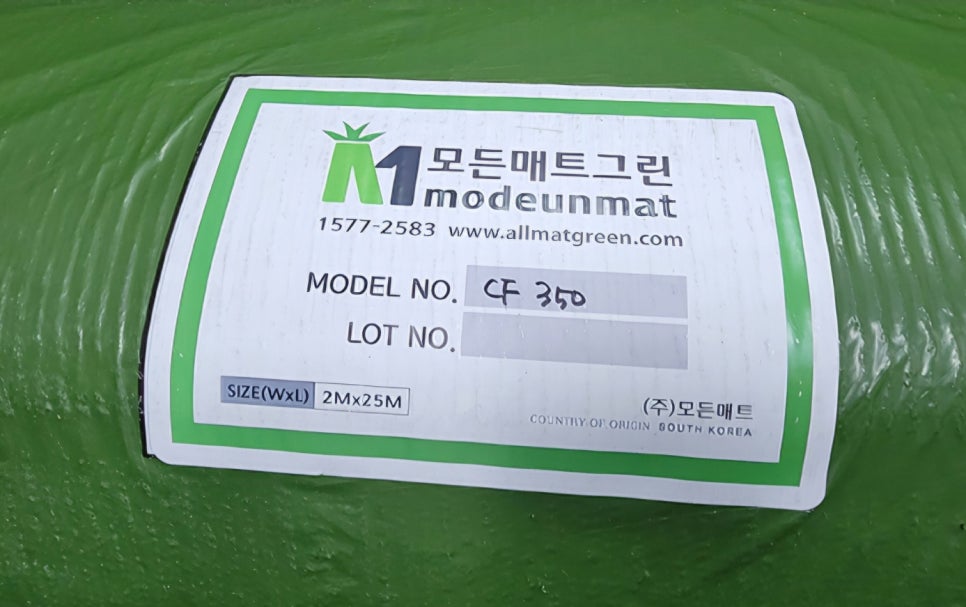 모든매트그린
modeunmat
1577-2583 www.allmatgreen.com
MODEL NO. CF 350
LOT NO.
SIZE(WxL) 2Mx25M
(주)모든매트
COUNTRY OF ORIGIN SOUTH KOREA